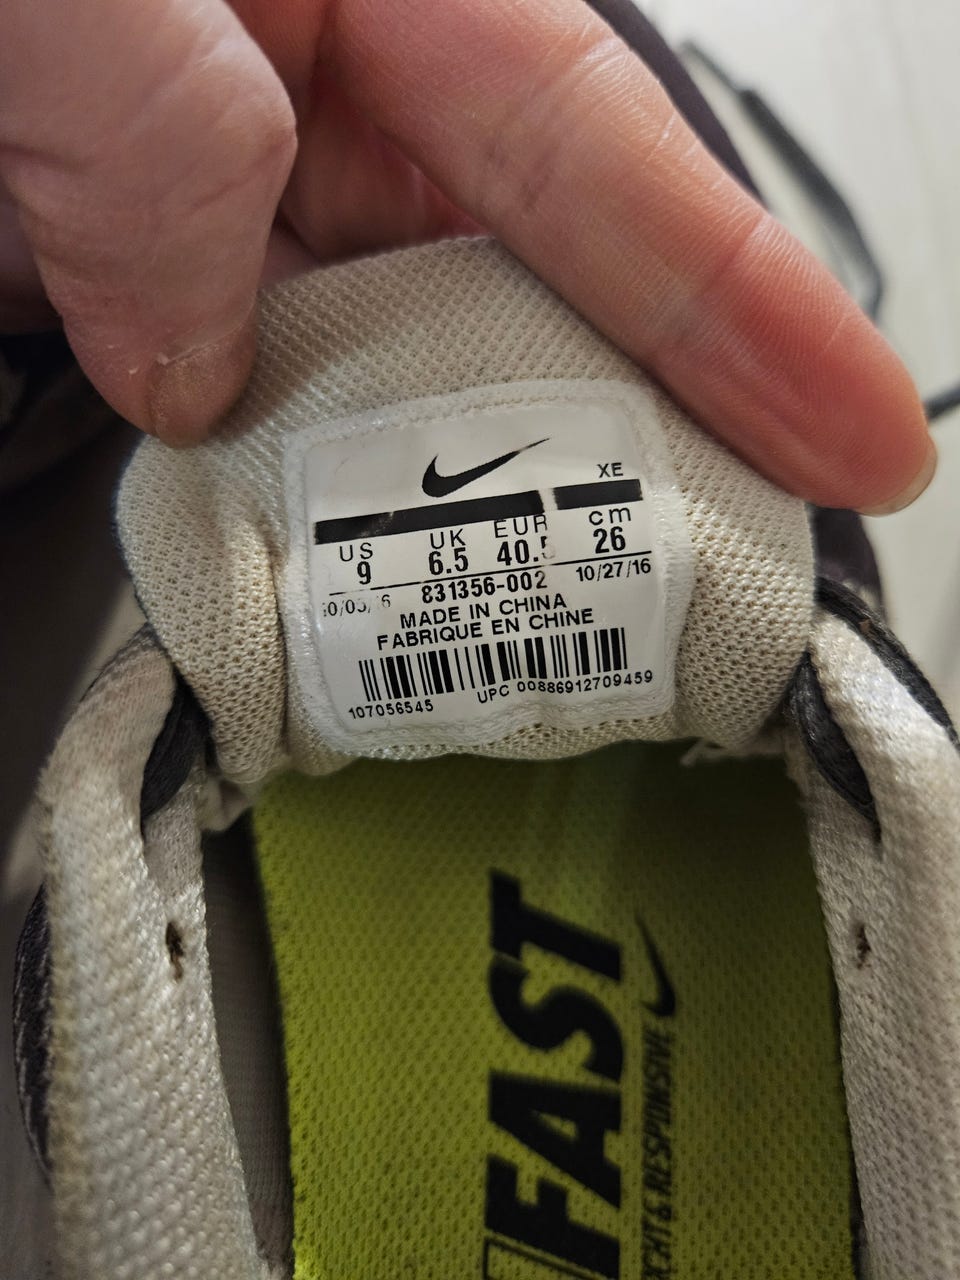 XE
US UK EUR cm
9 6.5 40.5 26
831356-002 10/27/16
MADE IN CHINA
FABRIQUE EN CHINE
107056545 UPC 00886912709459
FAST
& RESPONSIVE